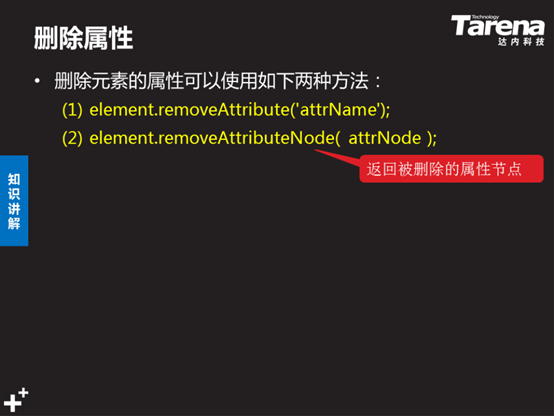 删除属性
Technology
Tarena
达内科技
• 删除元素的属性可以使用如下两种方法：
(1) element.removeAttribute('attrName');
(2) element.removeAttributeNode( attrNode );
返回被删除的属性节点
知识讲解